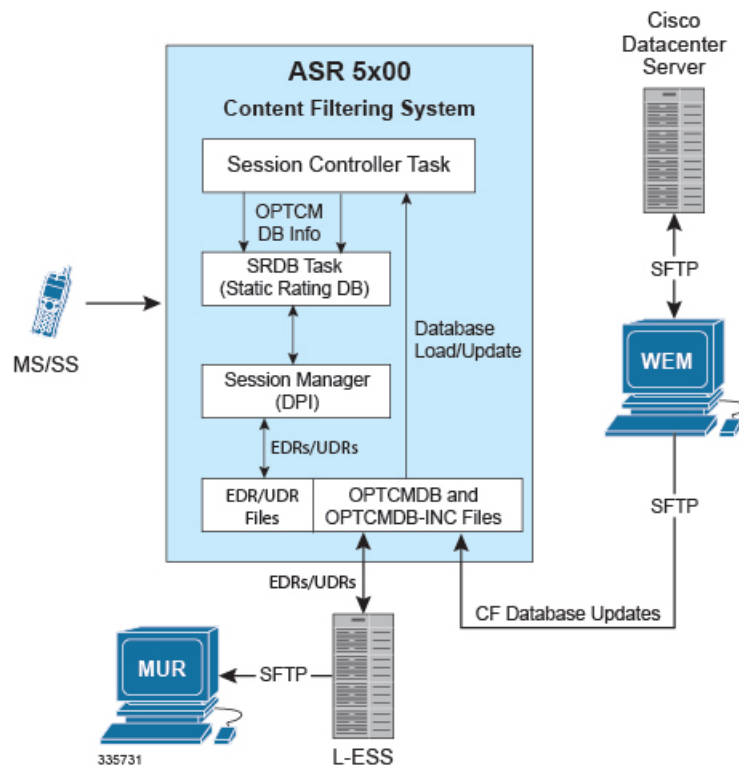 ASR 5x00
Content Filtering System
Cisco
Datacenter
Server
Session Controller Task
OPTCM
DB Info
SRDB Task
(Static Rating DB)
Database
Load/Update
Session Manager
(DPI)
EDRs/UDRs
EDR/UDR
Files
OPTCMDB and
OPTCMDB-INC Files
MS/SS
SFTP
WEM
SFTP
EDRs/UDRs
CF Database Updates
MUR
SFTP
L-ESS
335731